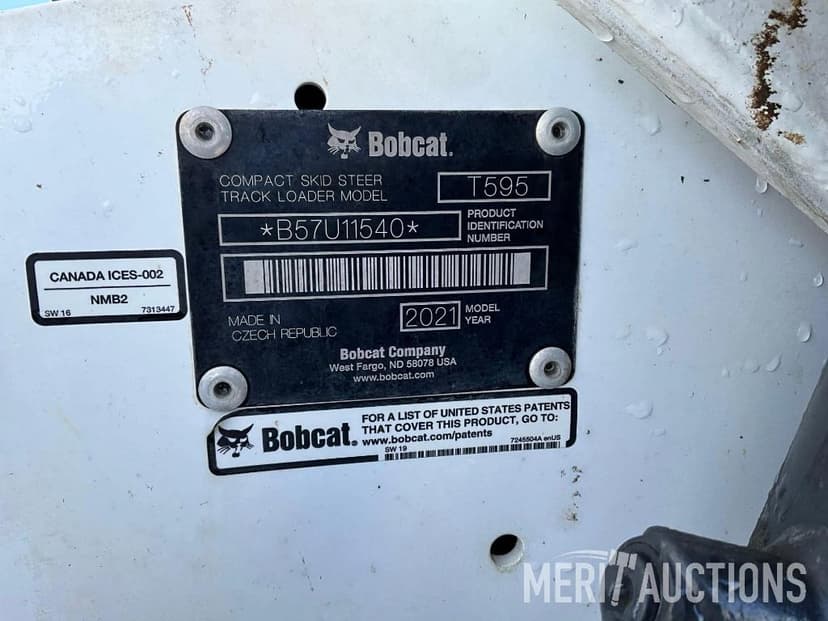 Bobcat.
COMPACT SKID STEER
TRACK LOADER MODEL
T595
*B57U11540*
PRODUCT
IDENTIFICATION
NUMBER
MADE IN
CZECH REPUBLIC
2021
MODEL
YEAR
Bobcat Company
West Fargo, ND 58078 USA
www.bobcat.com
CANADA ICES-002
NMB2
SW 16 7313447
Bobcat.
FOR A LIST OF UNITED STATES PATENTS
THAT COVER THIS PRODUCT, GO TO:
www.bobcat.com/patents
SW 19 7245504A enUS
MERIT AUCTIONS